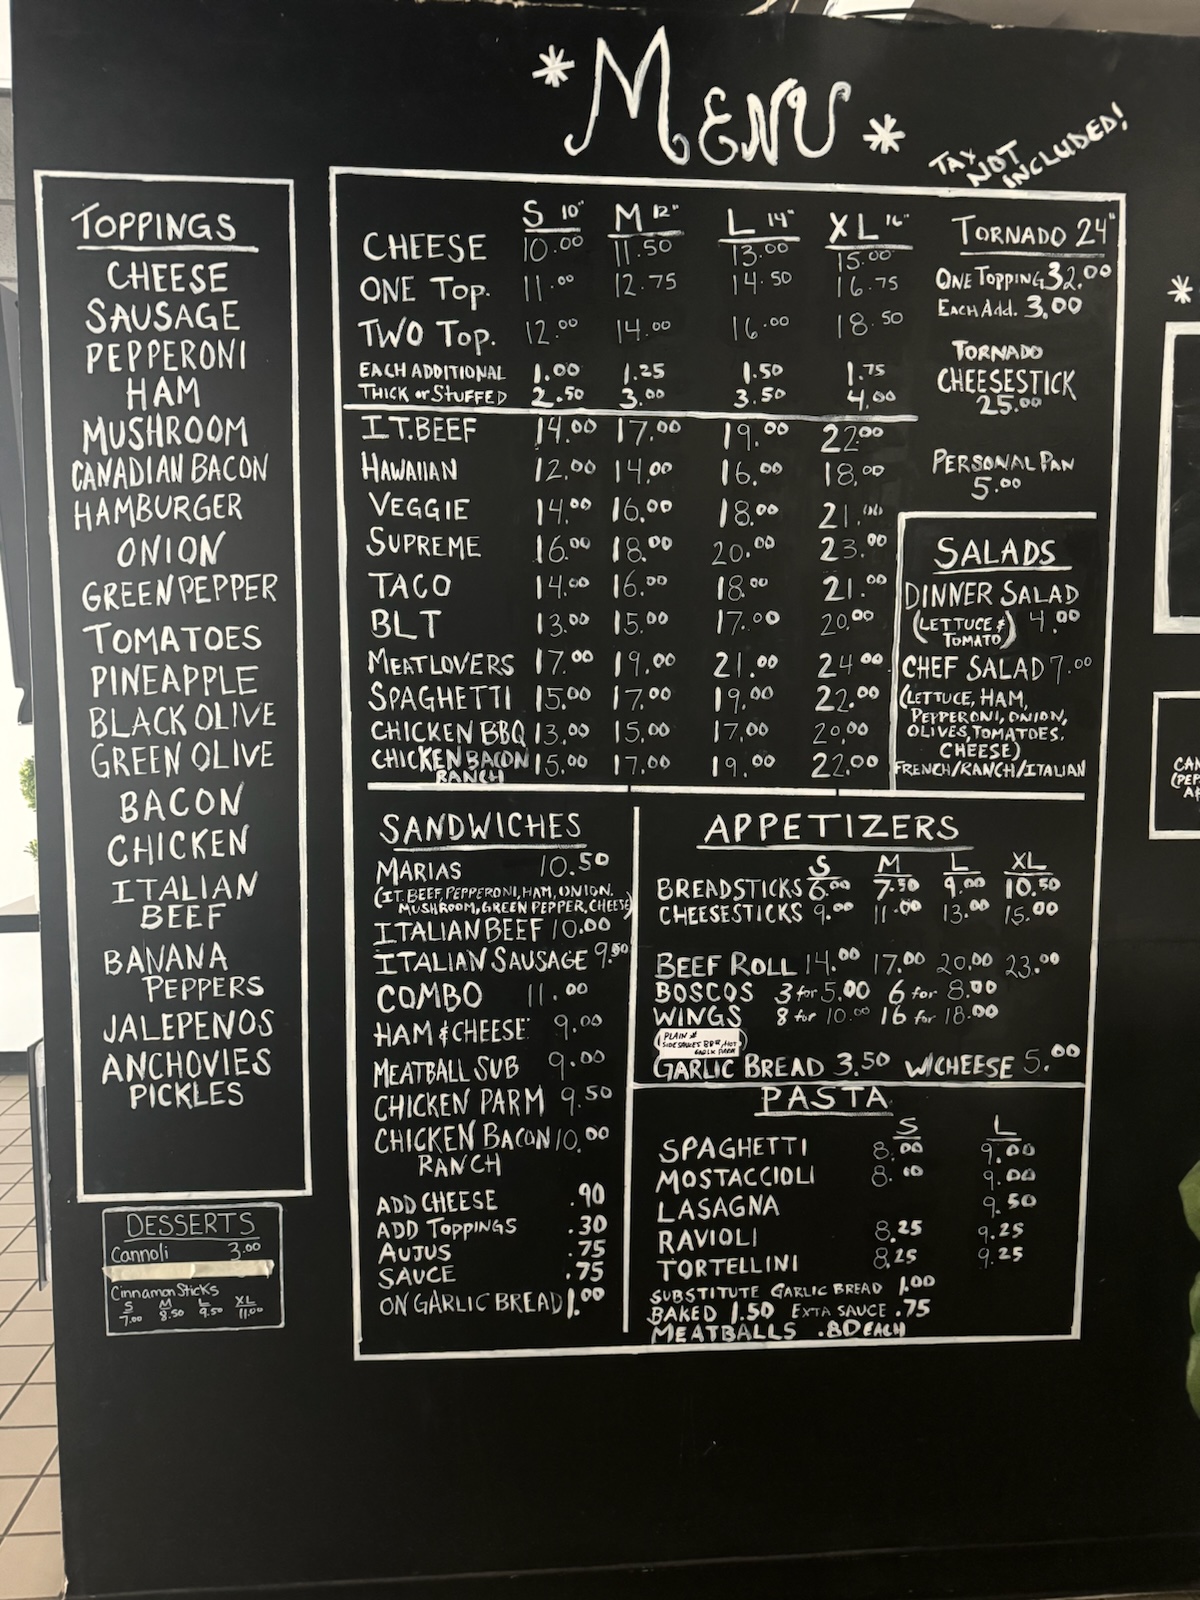 * MENU *
TAX NOT INCLUDED!
TOPPINGS
CHEESE
SAUSAGE
PEPPERONI
HAM
MUSHROOM
CANADIAN BACON
HAMBURGER
ONION
GREEN PEPPER
TOMATOES
PINEAPPLE
BLACK OLIVE
GREEN OLIVE
BACON
CHICKEN
ITALIAN
BEEF
BANANA
PEPPERS
JALEPENOS
ANCHOVIES
PICKLES
DESSERTS
Cannoli 3.00
Cinnamon Sticks
S M L XL
7.00 8.50 9.50 11.00
S 10" M 12" L 14" XL 16"
CHEESE 10.00 11.50 13.00 15.00
ONE TOP. 11.00 12.75 14.50 16.75
TWO TOP. 12.00 14.00 16.00 18.50
EACH ADDITIONAL 1.00 1.25 1.50 1.75
THICK or STUFFED 2.50 3.00 3.50 4.00
IT. BEEF 14.00 17.00 19.00 22.00
HAWAIIAN 12.00 14.00 16.00 18.00
VEGGIE 14.00 16.00 18.00 21.00
SUPREME 16.00 18.00 20.00 23.00
TACO 14.00 16.00 18.00 21.00
BLT 13.00 15.00 17.00 20.00
MEATLOVERS 17.00 19.00 21.00 24.00
SPAGHETTI 15.00 17.00 19.00 22.00
CHICKEN BBQ 13.00 15.00 17.00 20.00
CHICKEN BACON 15.00 17.00 19.00 22.00
RANCH
TORNADO 24"
ONE TOPPING 32.00
EACH Add. 3.00
TORNADO
CHEESESTICK
25.00
PERSONAL PAN
5.00
SALADS
DINNER SALAD
(LETTUCE & 4.00
TOMATO)
CHEF SALAD 7.00
(LETTUCE, HAM,
PEPPERONI, ONION,
OLIVES, TOMATOES.
CHEESE)
FRENCH/RANCH/ITALIAN
SANDWICHES
MARIAS 10.50
(IT. BEEF, PEPPERONI, HAM, ONION.
MUSHROOM, GREEN PEPPER, CHEESE)
ITALIAN BEEF 10.00
ITALIAN SAUSAGE 9.50
COMBO 11.00
HAM & CHEESE 9.00
MEATBALL SUB 9.00
CHICKEN PARM 9.50
CHICKEN BACON 10.00
RANCH
ADD CHEESE .90
ADD TOPPINGS .30
AUJUS .75
SAUCE .75
ON GARLIC BREAD 1.00
APPETIZERS
S M L XL
BREADSTICKS 6.00 7.50 9.00 10.50
CHEESESTICKS 9.00 11.00 13.00 15.00
BEEF ROLL 14.00 17.00 20.00 23.00
BOSCOS 3 for 5.00 6 for 8.00
WINGS 8 for 10.00 16 for 18.00
GARLIC BREAD 3.50 W/CHEESE 5.00
PASTA
S L
SPAGHETTI 8.00 9.00
MOSTACCIOLI 8.00 9.00
LASAGNA 9.50
RAVIOLI 8.25 9.25
TORTELLINI 8.25 9.25
SUBSTITUTE GARLIC BREAD 1.00
BAKED 1.50 EXTA SAUCE .75
MEATBALLS .80 EACH
*
CAN
(PEP